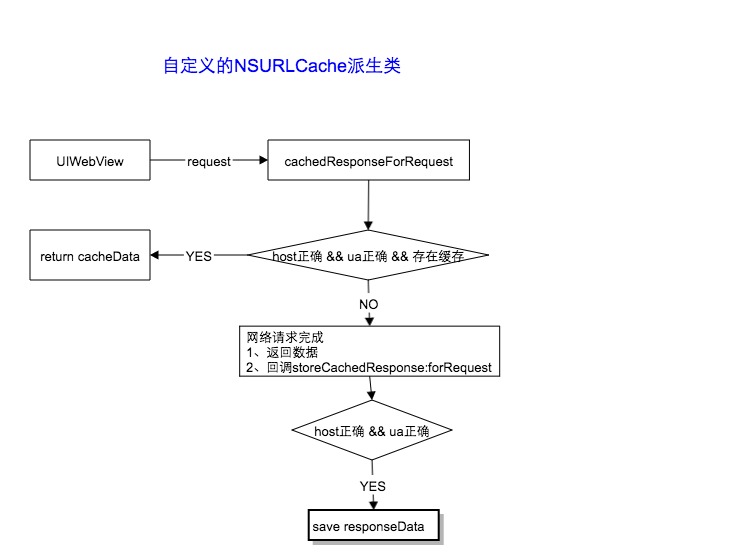 自定义的NSURLCache派生类
UIWebView
request
cachedResponseForRequest
return cacheData
YES
host正确 && ua正确 && 存在缓存
NO
网络请求完成
1、返回数据
2、回调storeCachedResponse:forRequest
host正确 && ua正确
YES
save responseData